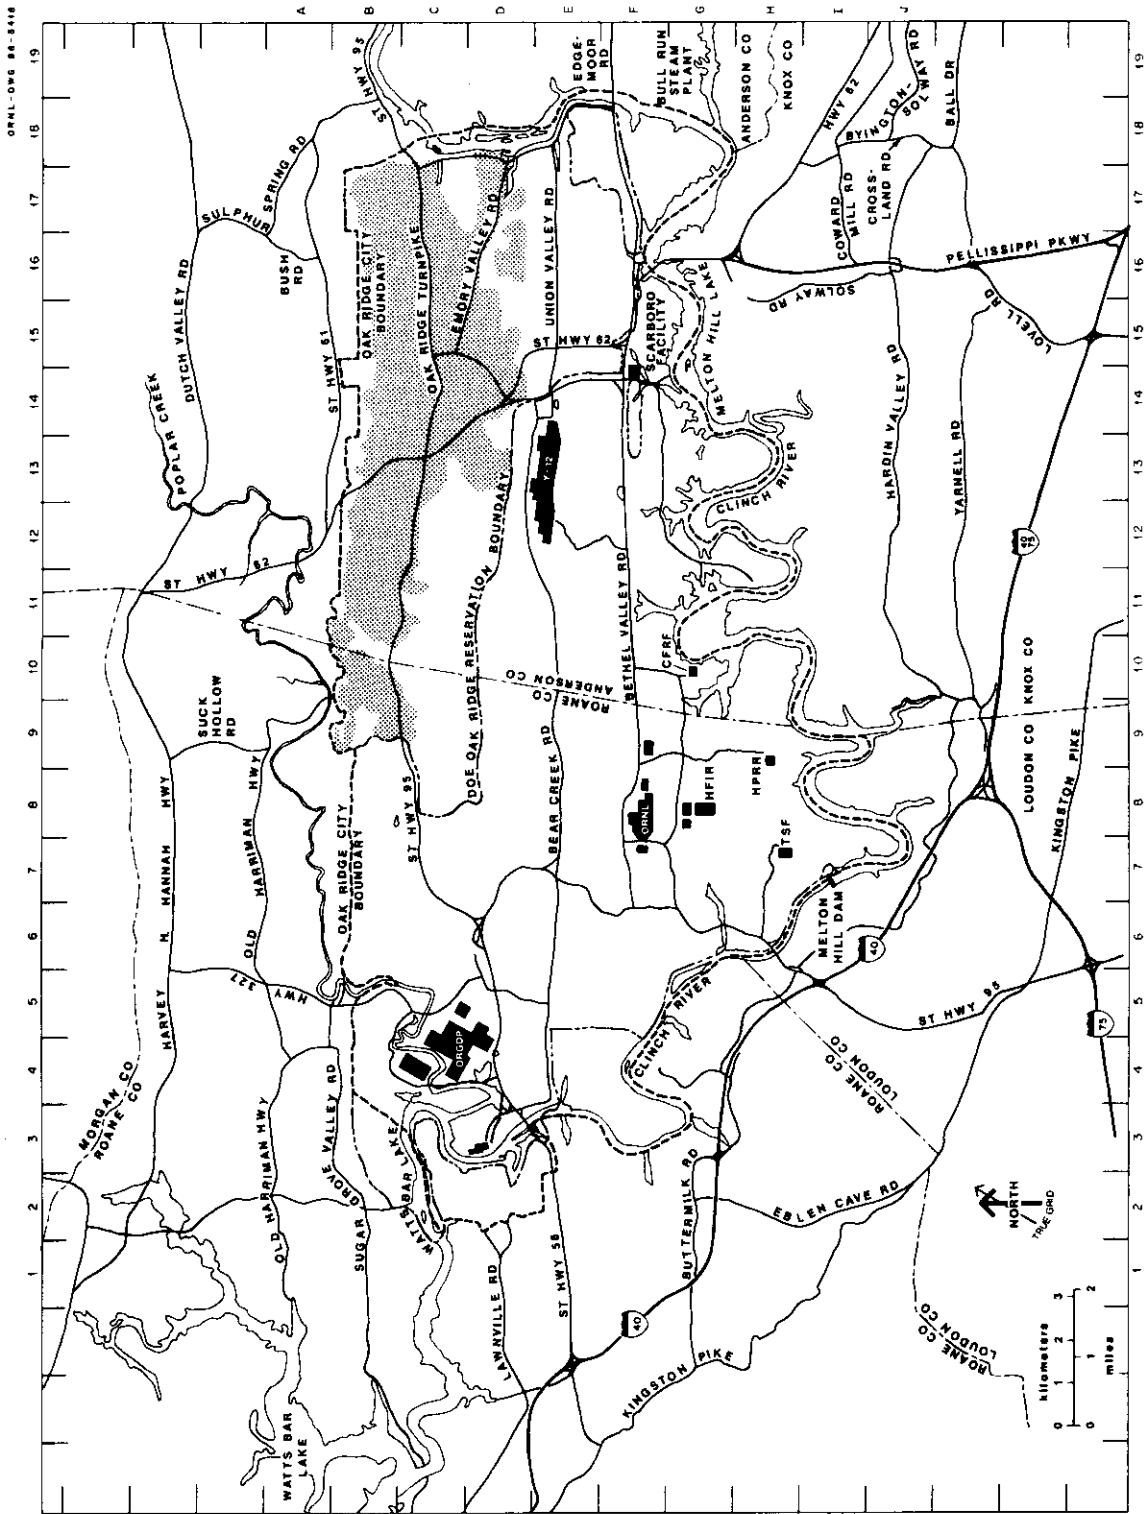 ORNL-DWG 86-8418
A
B
C
D
E
F
G
H
I
J
19
18
17
16
15
14
13
12
11
10
9
8
7
6
5
4
3
2
1
ST HWY 95
EDGE-
MOOR
RD
BULL RUN
STEAM
PLANT
ANDERSON CO
KNOX CO
HWY 62
BYINGTON-
SOLWAY RD
BALL DR
SULPHUR
SPRING RD
BUSH
RD
OAK RIDGE CITY
BOUNDARY
OAK RIDGE TURNPIKE
EMORY VALLEY RD
UNION VALLEY RD
COWARD
MILL RD
CROSS-
LAND RD
PELLISSIPPI PKWY
DUTCH VALLEY RD
POPLAR CREEK
ST HWY 61
ST HWY 62
SCARBORO
FACILITY
MELTON HILL LAKE
SOLWAY RD
LOVELL RD
HARDIN VALLEY RD
YARNELL RD
CLINCH RIVER
Y-12
DOE OAK RIDGE RESERVATION BOUNDARY
BETHEL VALLEY RD
ST HWY 62
40
75
CFRF
ROANE CO
ANDERSON CO
SUCK
HOLLOW
RD
HARVEY H. HANNAH HWY
OLD HARRIMAN HWY
OAK RIDGE CITY
BOUNDARY
ST HWY 95
BEAR CREEK RD
ORNL
HFIR
HPRR
TSF
LOUDON CO
KNOX CO
KINGSTON PIKE
MELTON
HILL DAM
40
HWY 327
ORGDP
CLINCH RIVER
ST HWY 95
75
ROANE CO
LOUDON CO
MORGAN CO
ROANE CO
OLD HARRIMAN HWY
SUGAR GROVE VALLEY RD
WATTS BAR LAKE
BUTTERMILK RD
EBLEN CAVE RD
LAWNVILLE RD
ST HWY 58
40
KINGSTON PIKE
WATTS BAR
LAKE
ROANE CO
LOUDON CO
NORTH
TRUE GRID
kilometers
0 1 2 3
0 1 2
miles